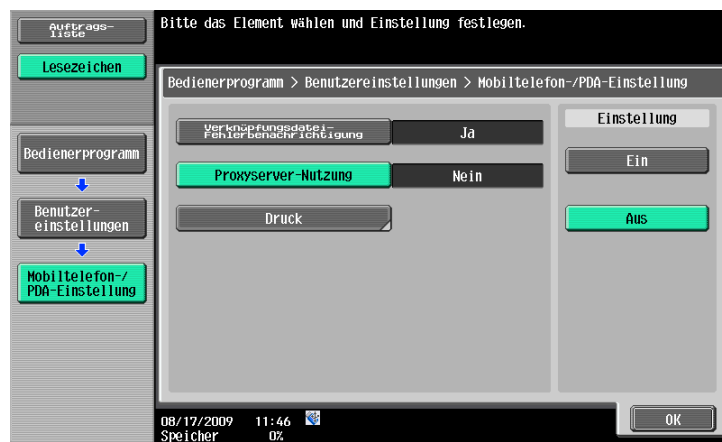 Auftrags-
liste
Lesezeichen
Bedienerprogramm
Benutzer-
einstellungen
Mobiltelefon-/
PDA-Einstellung
Bitte das Element wählen und Einstellung festlegen.
Bedienerprogramm > Benutzereinstellungen > Mobiltelefon-/PDA-Einstellung
Verknüpfungsdatei-
Fehlerbenachrichtigung
Ja
Proxyserver-Nutzung
Nein
Druck
Einstellung
Ein
Aus
08/17/2009 11:46
Speicher 0%
OK